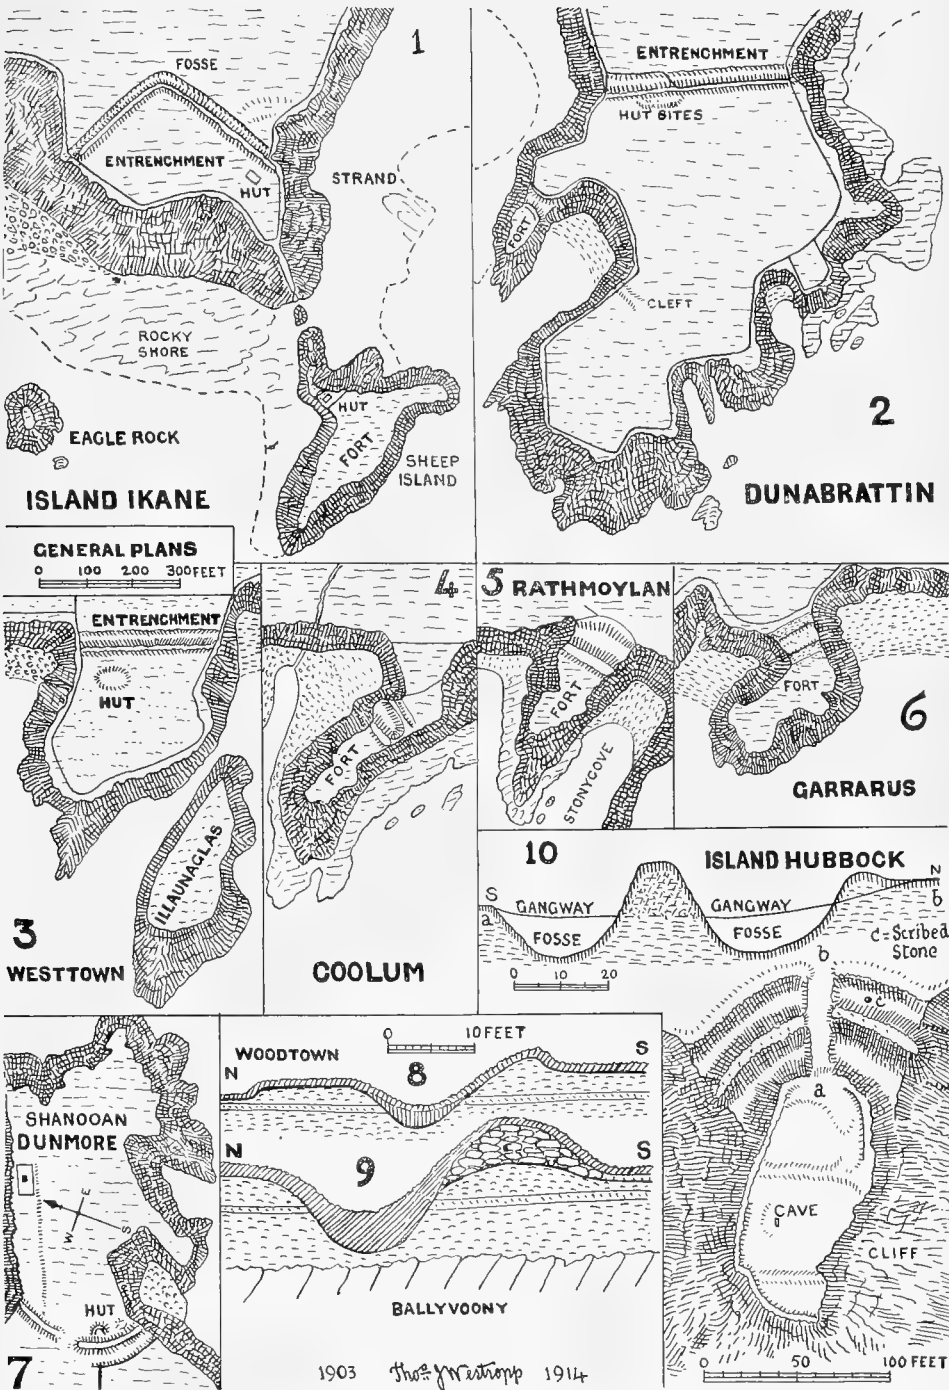 1
FOSSE
ENTRENCHMENT
HUT
STRAND
ROCKY
SHORE
HUT
FORT
EAGLE ROCK
SHEEP
ISLAND
ISLAND IKANE
ENTRENCHMENT
HUT SITES
FORT
CLEFT
2
DUNABRATTIN
GENERAL PLANS
0 100 200 300 FEET
ENTRENCHMENT
HUT
ILLAUNAGLAS
3
WESTTOWN
4
FORT
COOLUM
5 RATHMOYLAN
FORT
STONYCOVE
FORT
6
GARRARUS
10 ISLAND HUBBOCK
S
a
GANGWAY
FOSSE
GANGWAY
FOSSE
N
b
0 10 20
c = Scribed
Stone
b
c
a
CAVE
CLIFF
0 50 100 FEET
SHANOOAN
DUNMORE
E
W
S
HUT
7
0 10 FEET
WOODTOWN
N
8
S
N
9
S
BALLYVOONY
1903 Thos. J Westropp 1914